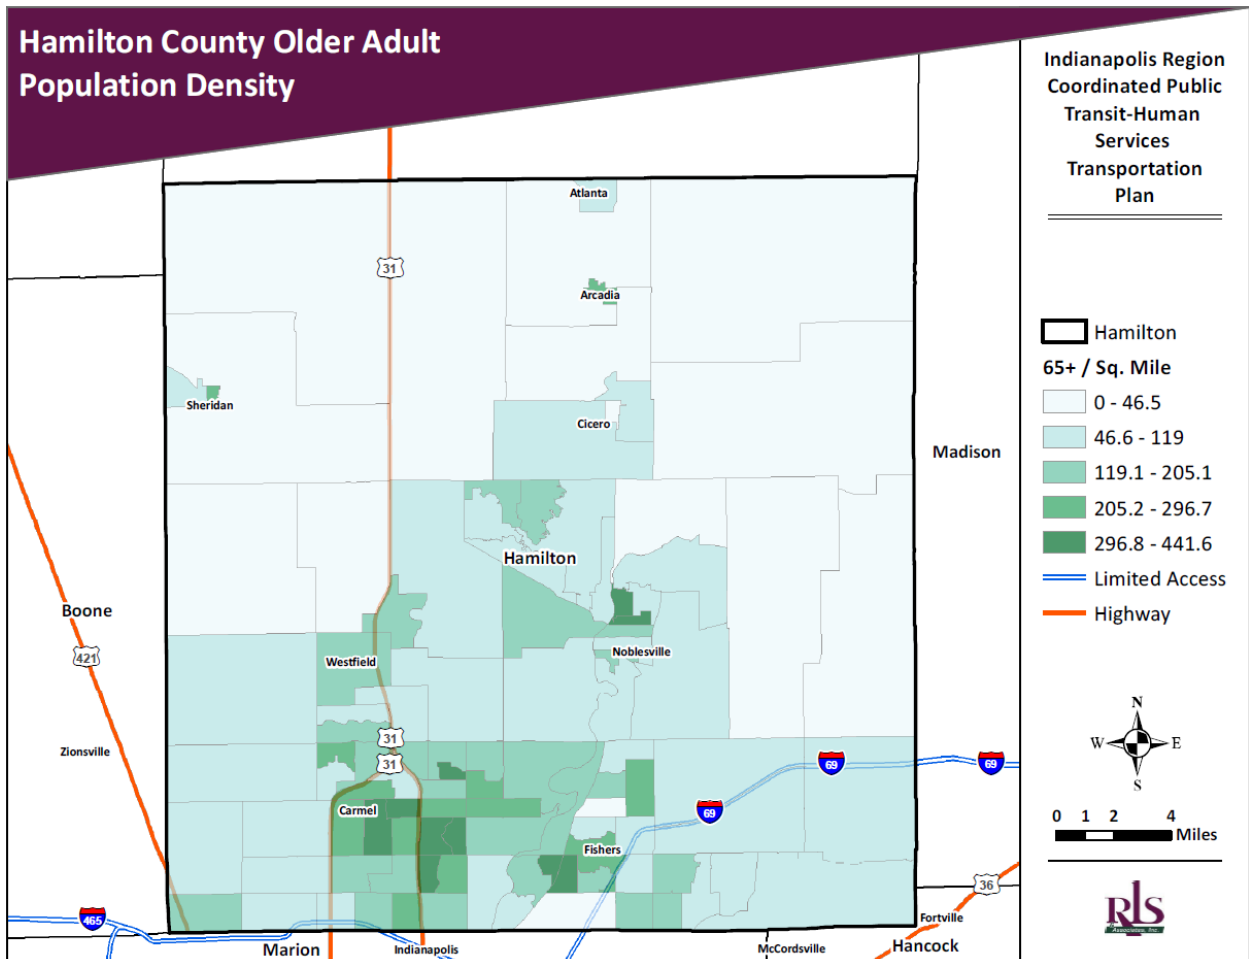 Hamilton County Older Adult
Population Density
Indianapolis Region
Coordinated Public
Transit-Human
Services
Transportation
Plan
Hamilton
65+ / Sq. Mile
0 - 46.5
46.6 - 119
119.1 - 205.1
205.2 - 296.7
296.8 - 441.6
Limited Access
Highway
N
W E
S
0 1 2 4
Miles
RLS
& Associates, Inc.
Atlanta
31
Arcadia
Sheridan
Cicero
Madison
Hamilton
Boone
421
Noblesville
Westfield
31
Zionsville
31
69
69
Carmel
69
Fishers
36
465
Fortville
Marion
Indianapolis
McCordsville
Hancock